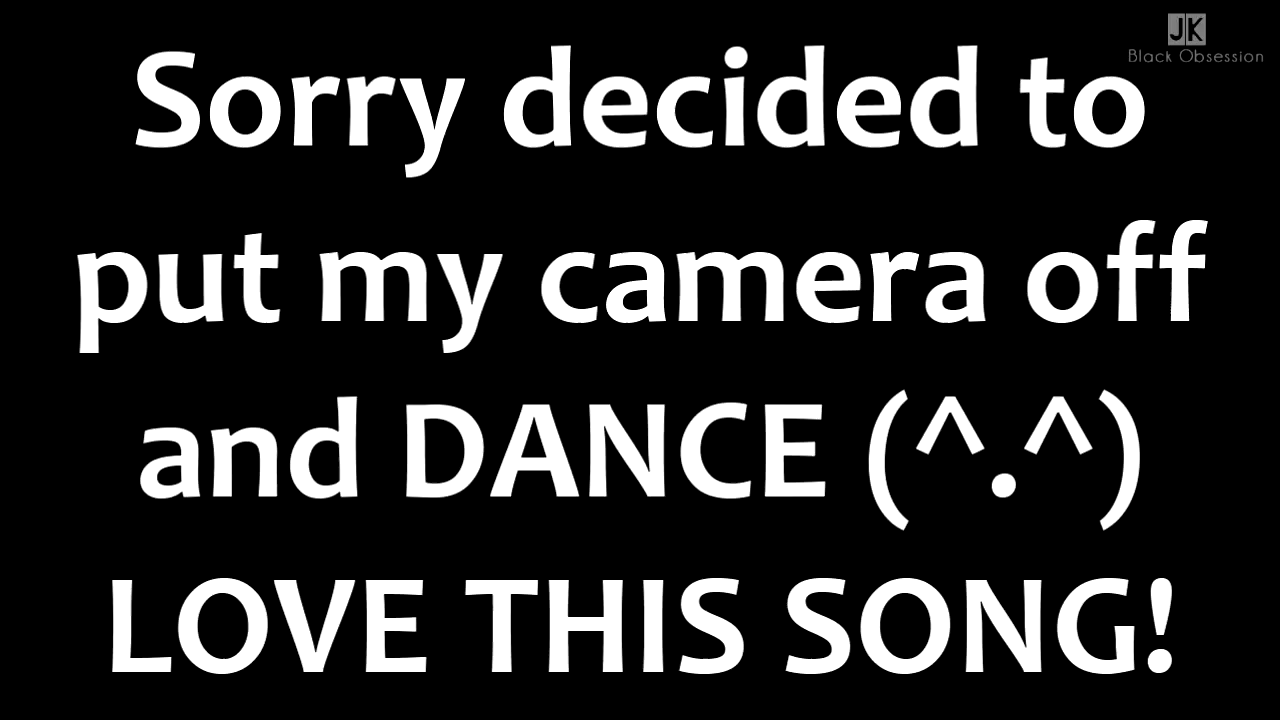 JK
Black Obsession
Sorry decided to
put my camera off
and DANCE (^.^)
LOVE THIS SONG!